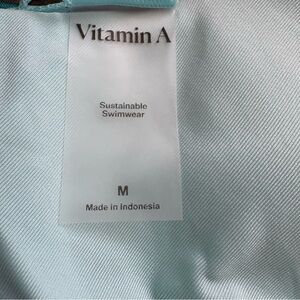 Vitamin A
Sustainable
Swimwear
M
Made in Indonesia